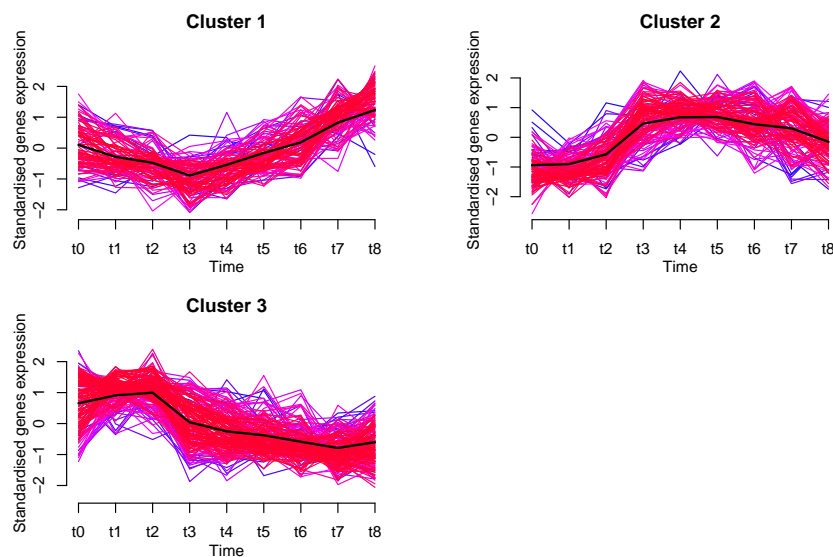 Cluster 1
Standardised genes expression
2
1
0
−1
−2
t0 t1 t2 t3 t4 t5 t6 t7 t8
Time
Cluster 2
Standardised genes expression
2
1
0
−1
−2
t0 t1 t2 t3 t4 t5 t6 t7 t8
Time
Cluster 3
Standardised genes expression
2
1
0
−1
−2
t0 t1 t2 t3 t4 t5 t6 t7 t8
Time